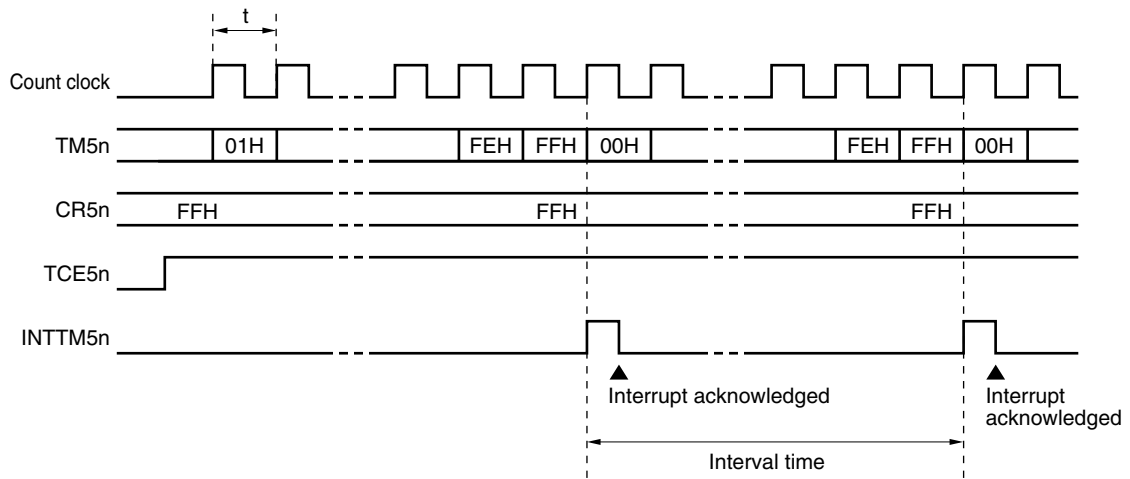 t
Count clock
TM5n 01H FEH FFH 00H FEH FFH 00H
CR5n FFH FFH FFH
TCE5n
INTTM5n
Interrupt acknowledged Interrupt
acknowledged
Interval time